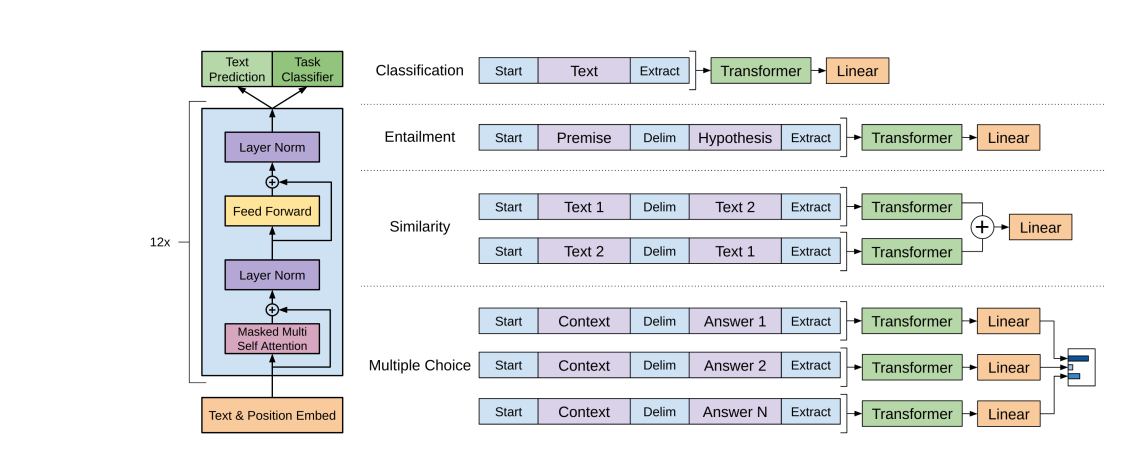 Text
Prediction
Task
Classifier
12x
Layer Norm
Feed Forward
Layer Norm
Masked Multi
Self Attention
Text & Position Embed
Classification Start Text Extract Transformer Linear
Entailment Start Premise Delim Hypothesis Extract Transformer Linear
Similarity
Start Text 1 Delim Text 2 Extract Transformer
+ Linear
Start Text 2 Delim Text 1 Extract Transformer
Multiple Choice
Start Context Delim Answer 1 Extract Transformer Linear
Start Context Delim Answer 2 Extract Transformer Linear
Start Context Delim Answer N Extract Transformer Linear